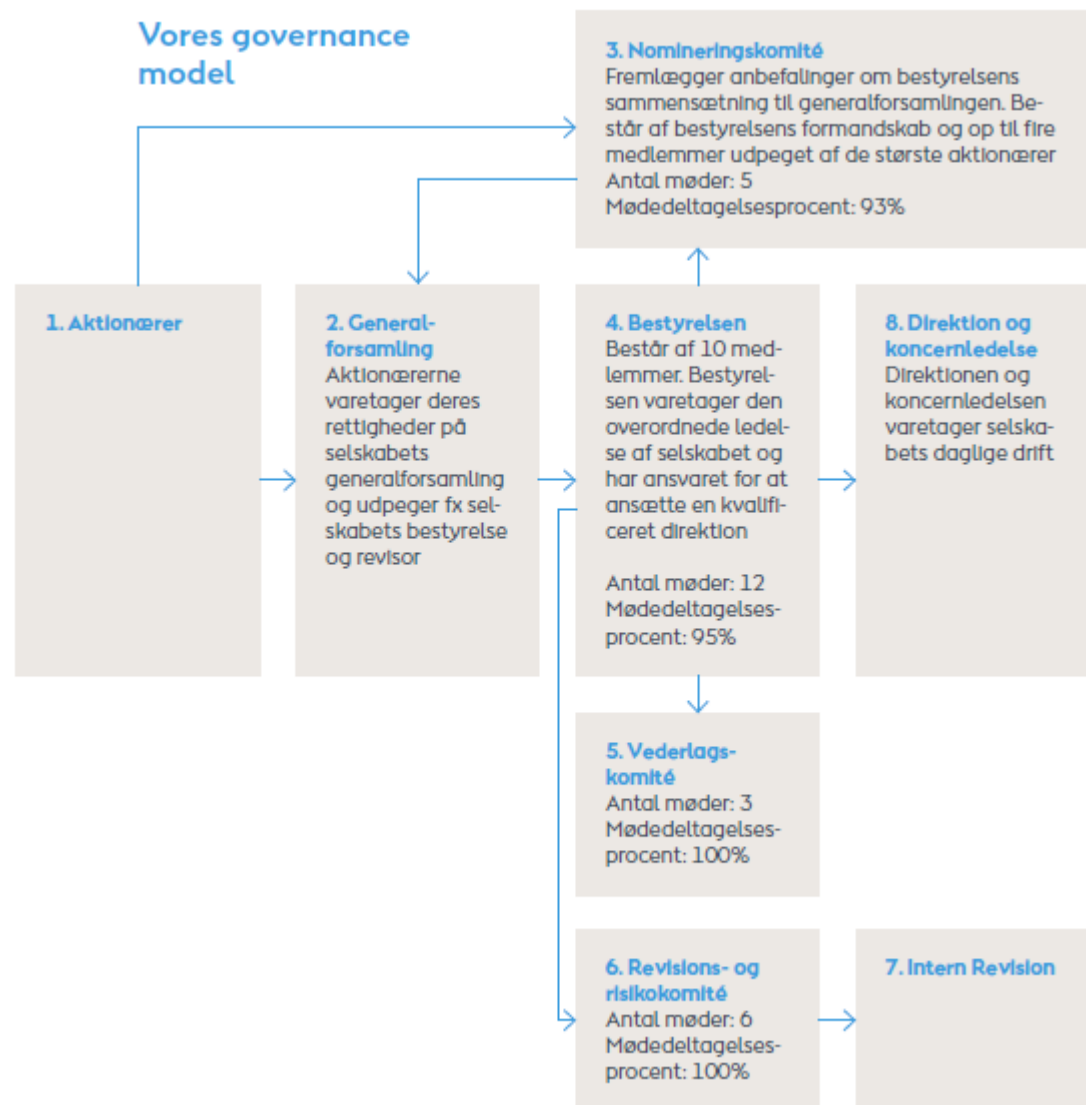 Vores governance
model
3. Nomineringskomité
Fremlægger anbefalinger om bestyrelsens
sammensætning til generalforsamlingen. Be-
står af bestyrelsens formandskab og op til fire
medlemmer udpeget af de største aktionærer
Antal møder: 5
Mødedeltagelsesprocent: 93%
1. Aktionærer
2. General-
forsamling
Aktionærerne
varetager deres
rettigheder på
selskabets
generalforsamling
og udpeger fx sel-
skabets bestyrelse
og revisor
4. Bestyrelsen
Består af 10 med-
lemmer. Bestyrel-
sen varetager den
overordnede ledel-
se af selskabet og
har ansvaret for at
ansætte en kvalifi-
ceret direktion
Antal møder: 12
Mødedeltagelses-
procent: 95%
8. Direktion og
koncernledelse
Direktionen og
koncernledelsen
varetager selska-
bets daglige drift
5. Vederlags-
komité
Antal møder: 3
Mødedeltagelses-
procent: 100%
6. Revisions- og
risikokomité
Antal møder: 6
Mødedeltagelses-
procent: 100%
7. Intern Revision